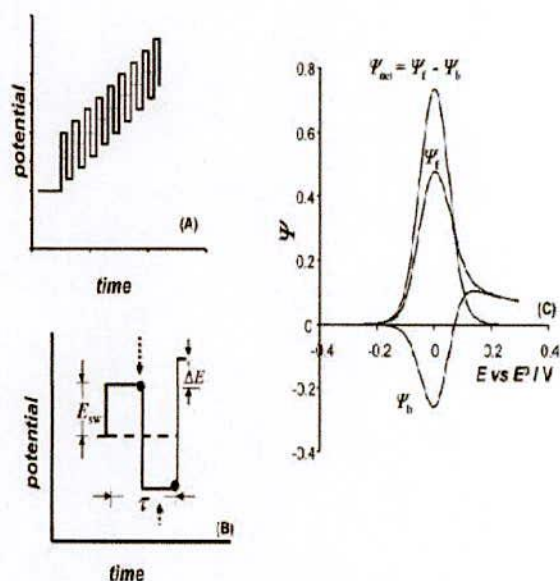 potential
(A)
time
potential
E_sw
ΔE
τ
(B)
time
Ψ_net = Ψ_f - Ψ_b
0.8
0.6
Ψ_f
0.4
Ψ
0.2
(C)
-0.4 -0.2 0 0.2 0.4
E vs E° / V
-0.2
Ψ_b
-0.4